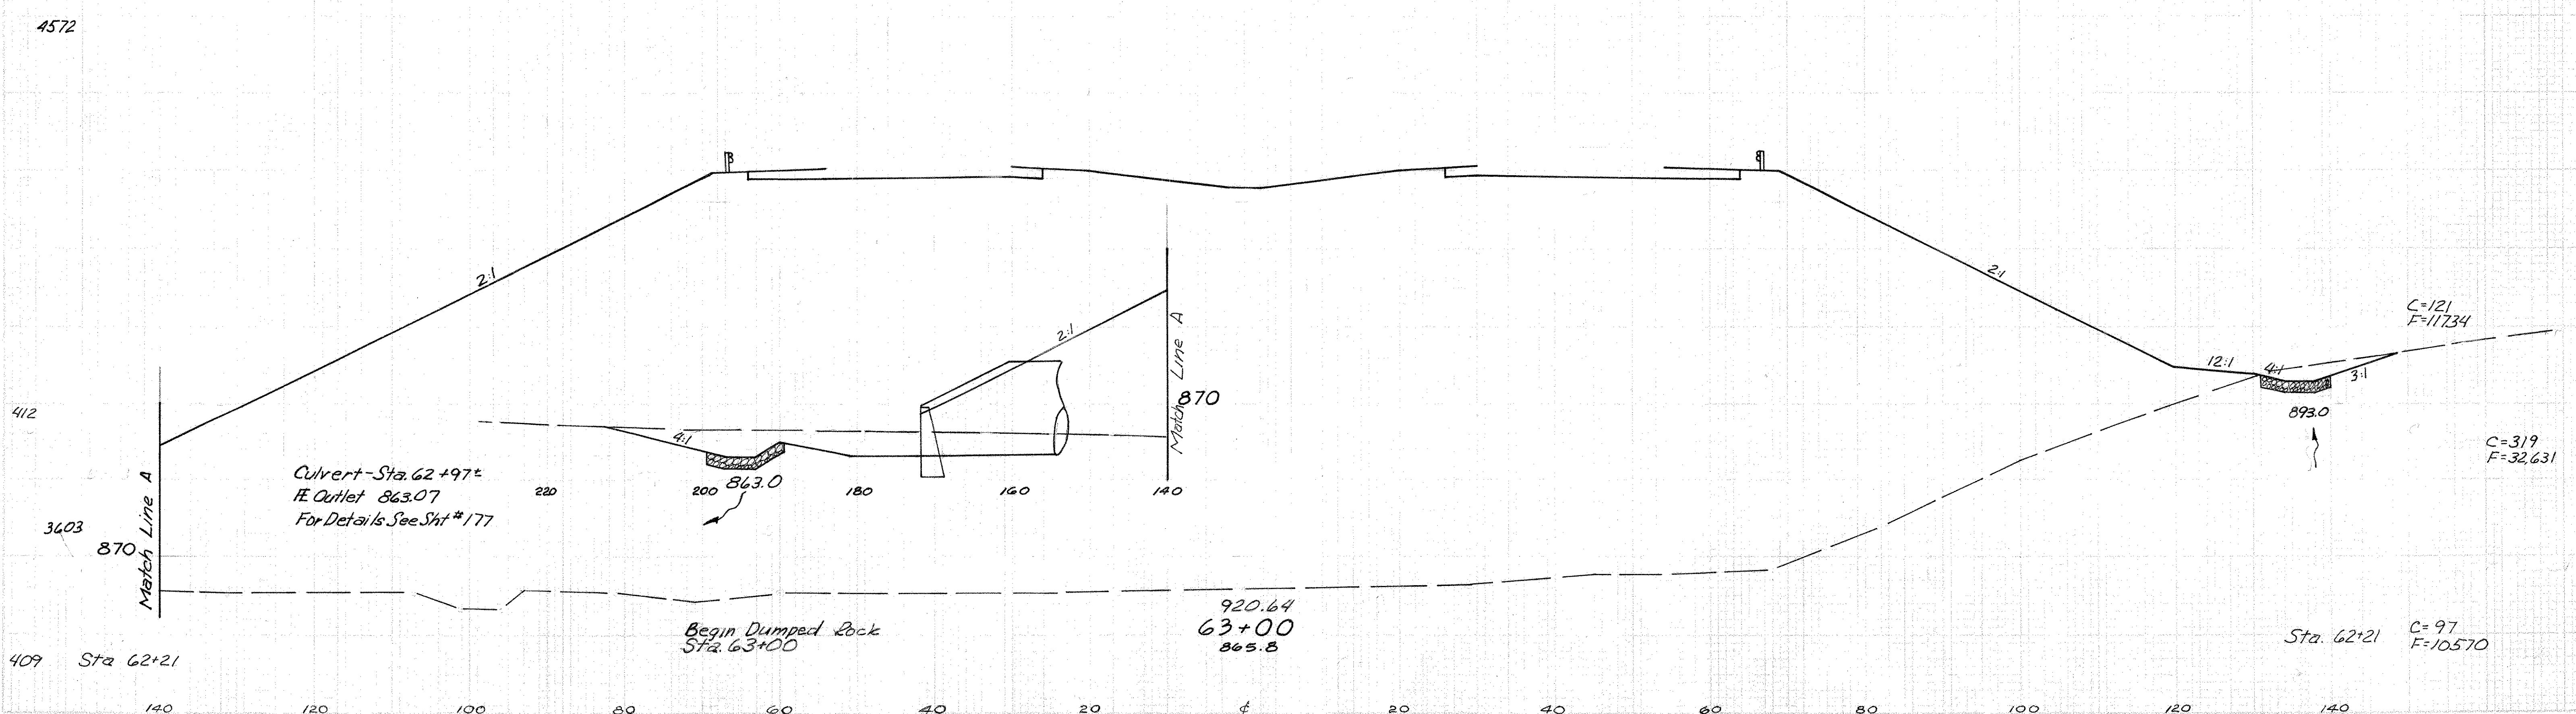 4572
2:1
2:1
C=121
F=11734
2:1
Match Line A
870
12:1
4:1
3:1
893.0
412
4:1
C=319
F=32,631
Culvert-Sta. 62+97±
Outlet 863.07
For Details See Sht #177
220
200
863.0
180
160
140
3603
870
Match Line A
920.64
63+00
865.8
Begin Dumped Rock
Sta. 63+00
Sta. 62+21
C=97
F=10570
409
Sta 62+21
140
120
100
80
60
40
20
¢
20
40
60
80
100
120
140